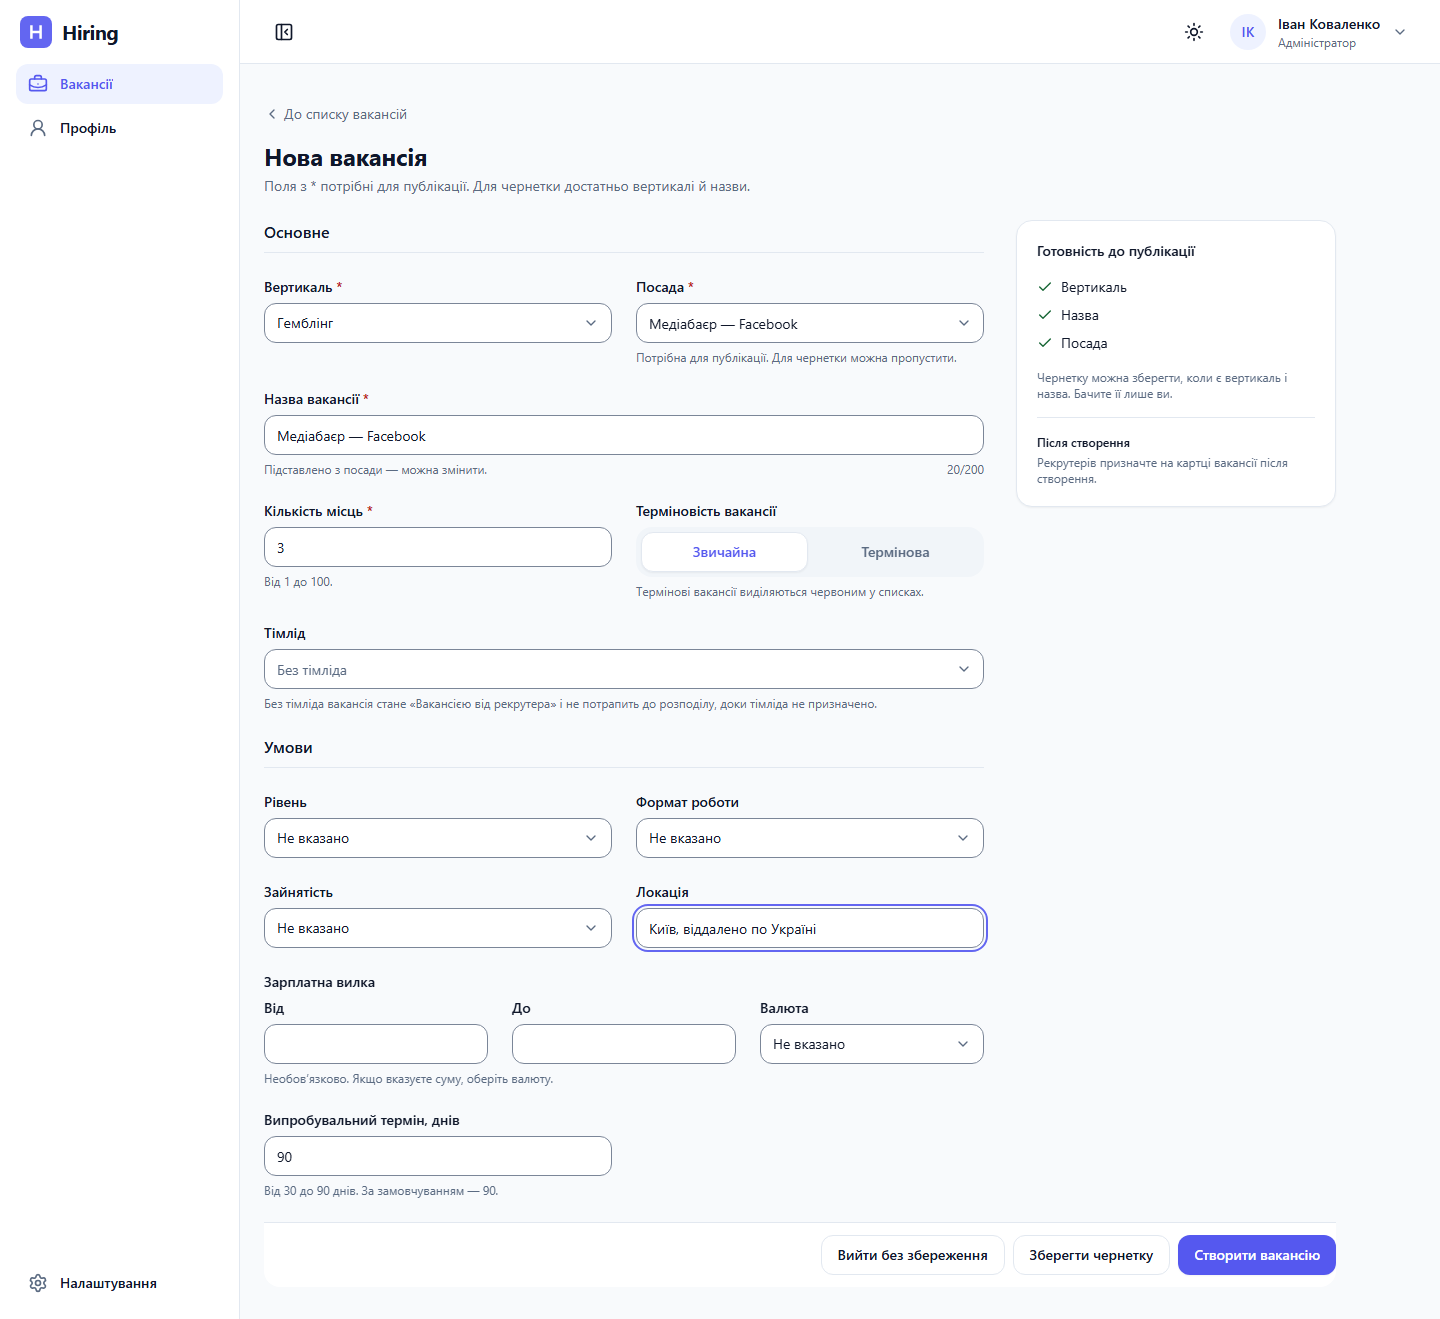 H Hiring
Вакансії
Профіль
Налаштування
ІК
Іван Коваленко
Адміністратор
До списку вакансій
Нова вакансія
Поля з * потрібні для публікації. Для чернетки достатньо вертикалі й назви.
Основне
Вертикаль *
Гемблінг
Посада *
Медіабаєр — Facebook
Потрібна для публікації. Для чернетки можна пропустити.
Назва вакансії *
Медіабаєр — Facebook
Підставлено з посади — можна змінити.
20/200
Кількість місць *
3
Від 1 до 100.
Терміновість вакансії
Звичайна
Термінова
Термінові вакансії виділяються червоним у списках.
Тімлід
Без тімліда
Без тімліда вакансія стане «Вакансією від рекрутера» і не потрапить до розподілу, доки тімліда не призначено.
Умови
Рівень
Не вказано
Формат роботи
Не вказано
Зайнятість
Не вказано
Локація
Київ, віддалено по Україні
Зарплатна вилка
Від
До
Валюта
Не вказано
Необов'язково. Якщо вказуєте суму, оберіть валюту.
Випробувальний термін, днів
90
Від 30 до 90 днів. За замовчуванням — 90.
Готовність до публікації
Вертикаль
Назва
Посада
Чернетку можна зберегти, коли є вертикаль і
назва. Бачите її лише ви.
Після створення
Рекрутерів призначте на картці вакансії після
створення.
Вийти без збереження
Зберегти чернетку
Створити вакансію